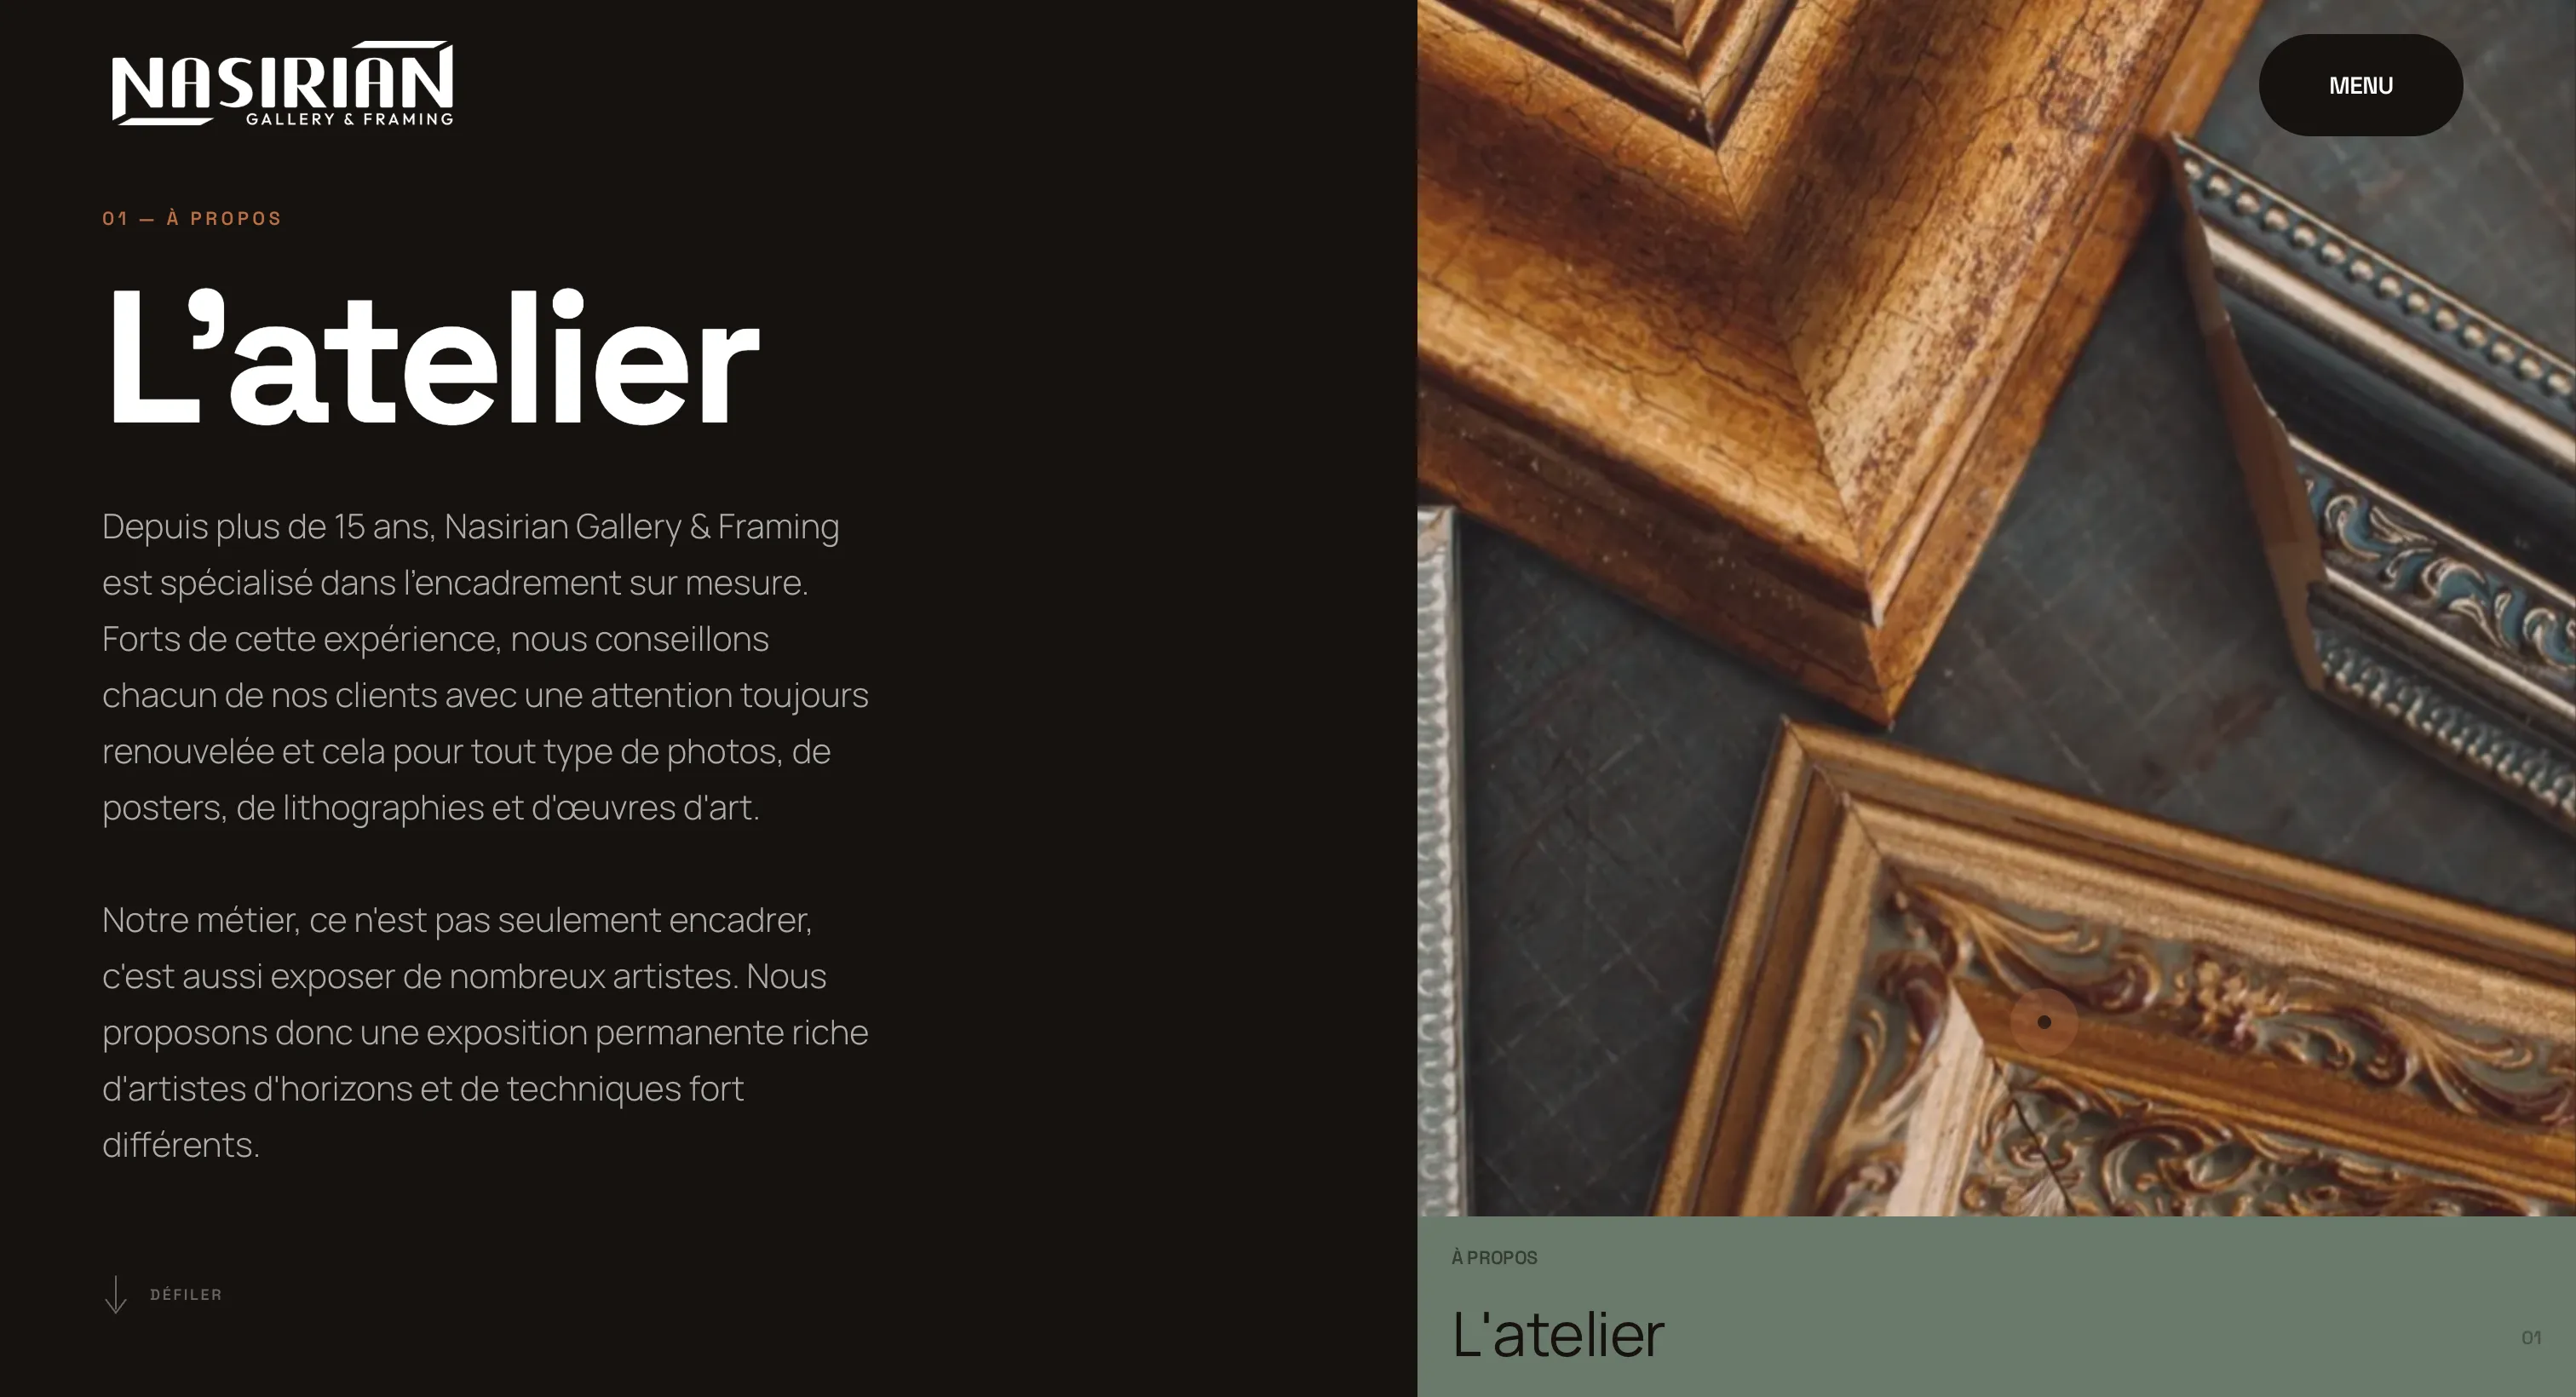 NASIRIAN
GALLERY & FRAMING
MENU
01 — À PROPOS
L’atelier
Depuis plus de 15 ans, Nasirian Gallery & Framing
est spécialisé dans l’encadrement sur mesure.
Forts de cette expérience, nous conseillons
chacun de nos clients avec une attention toujours
renouvelée et cela pour tout type de photos, de
posters, de lithographies et d'œuvres d'art.
Notre métier, ce n'est pas seulement encadrer,
c'est aussi exposer de nombreux artistes. Nous
proposons donc une exposition permanente riche
d'artistes d'horizons et de techniques fort
différents.
DÉFILER
À PROPOS
L'atelier
01